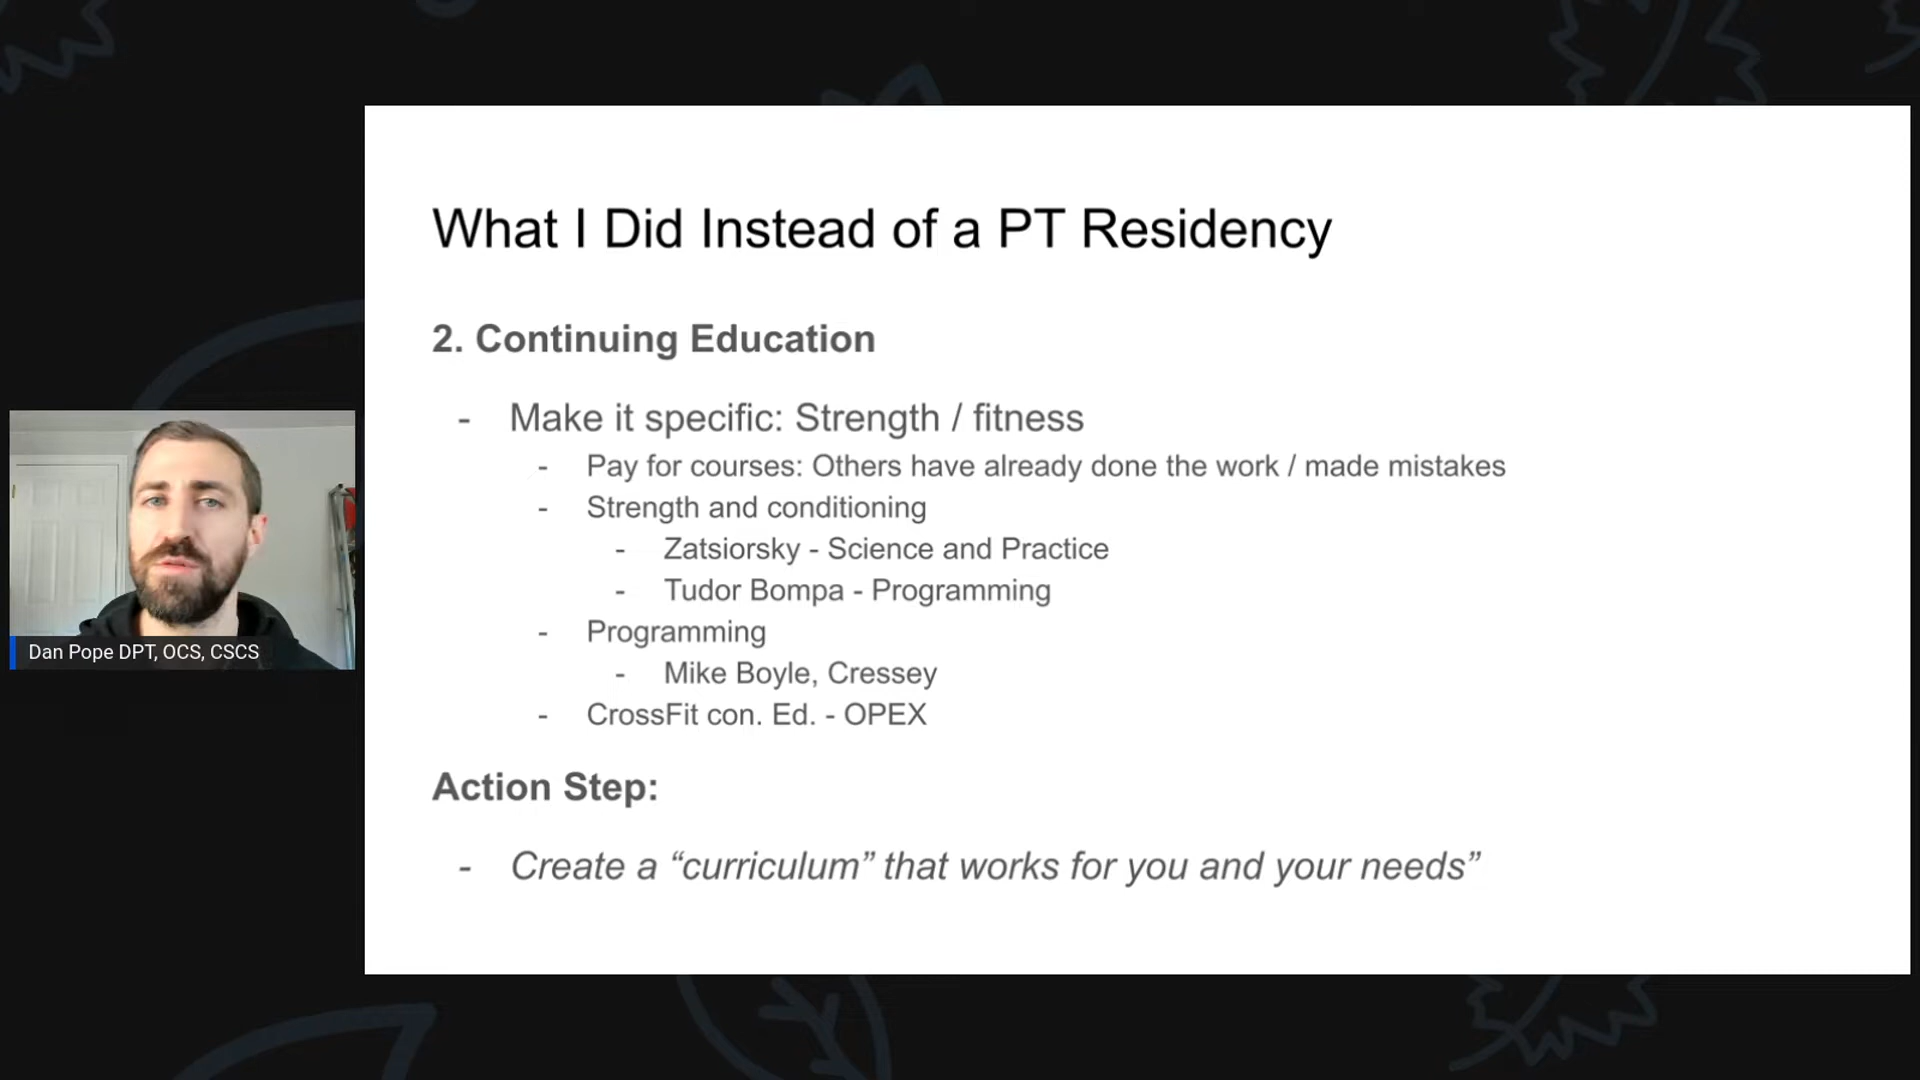 What I Did Instead of a PT Residency
2. Continuing Education
- Make it specific: Strength / fitness
- Pay for courses: Others have already done the work / made mistakes
- Strength and conditioning
- Zatsiorsky - Science and Practice
- Tudor Bompa - Programming
- Programming
- Mike Boyle, Cressey
- CrossFit con. Ed. - OPEX
Action Step:
- Create a “curriculum” that works for you and your needs”
Dan Pope DPT, OCS, CSCS